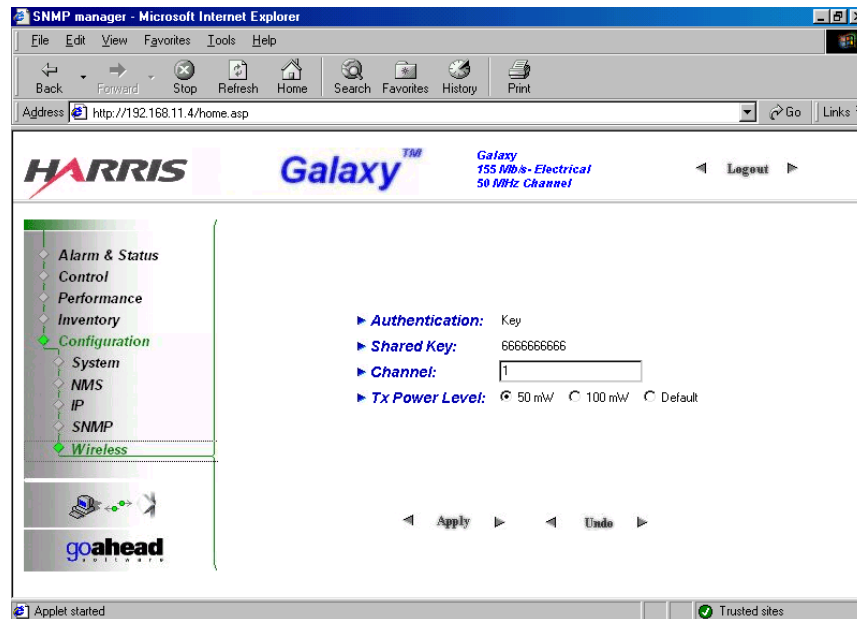 SNMP manager - Microsoft Internet Explorer
File Edit View Favorites Tools Help
Back Forward Stop Refresh Home Search Favorites History Print
Address http://192.168.11.4/home.asp Go Links
HARRIS
Galaxy™
Galaxy
155 Mb/s- Electrical
50 MHz Channel
Logout
Alarm & Status
Control
Performance
Inventory
Configuration
System
NMS
IP
SNMP
Wireless
goahead
software
Authentication: Key
Shared Key: 6666666666
Channel: 1
Tx Power Level: 50 mW 100 mW Default
Apply Undo
Applet started Trusted sites